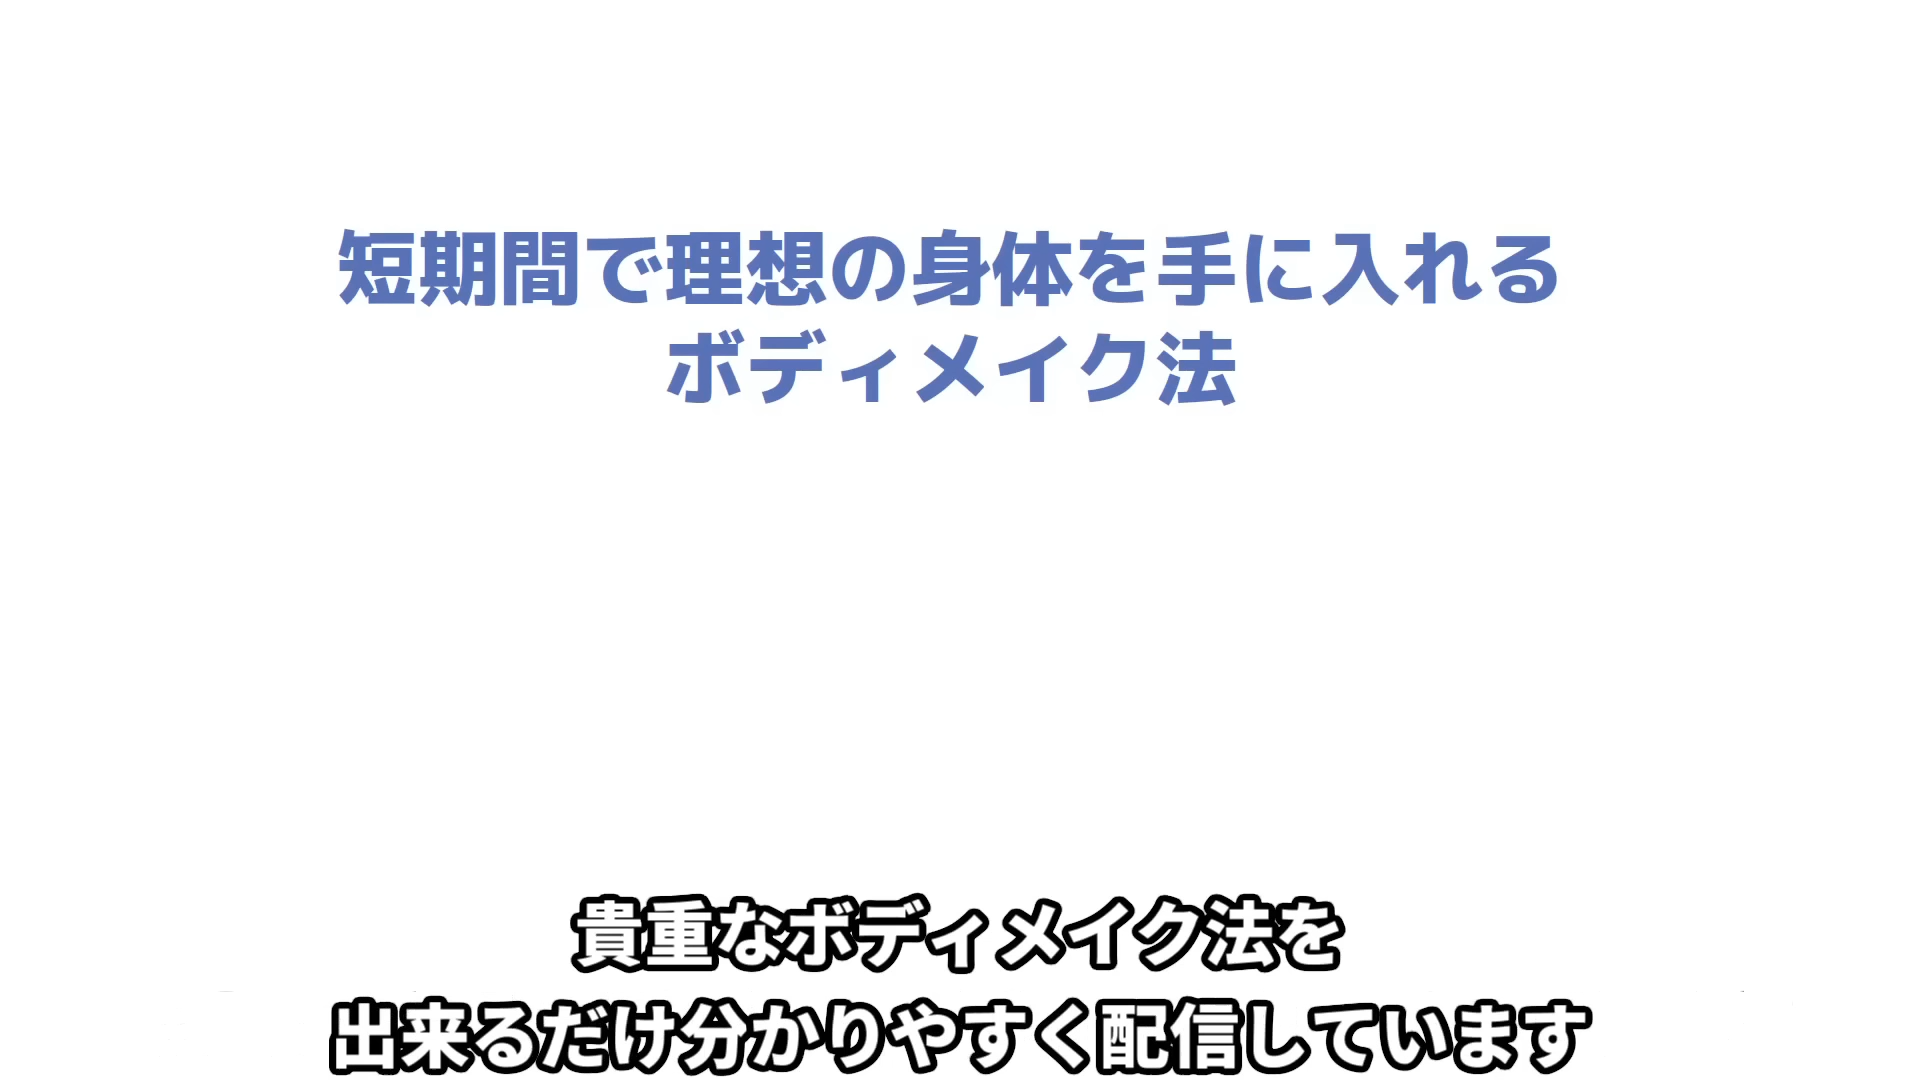 短期間で理想の身体を手に入れる
ボディメイク法
貴重なボディメイク法を
出来るだけ分かりやすく配信しています